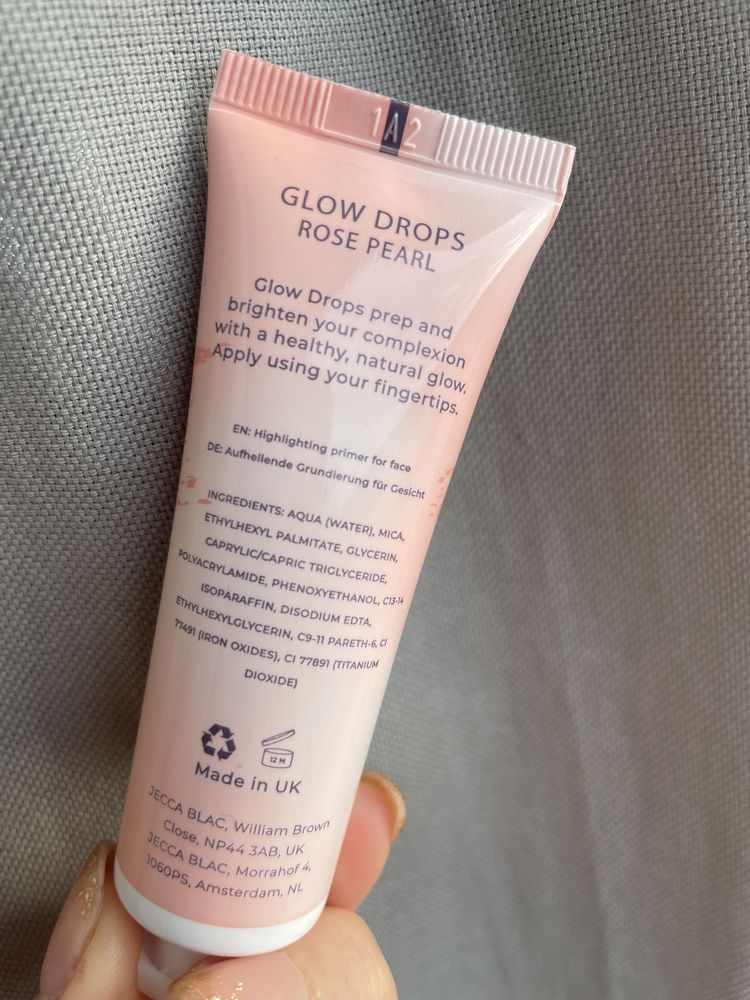 1A2
GLOW DROPS
ROSE PEARL
Glow Drops prep and
brighten your complexion
with a healthy, natural glow.
Apply using your fingertips.
EN: Highlighting primer for face
DE: Aufhellende Grundierung für Gesicht
INGREDIENTS: AQUA (WATER), MICA,
ETHYLHEXYL PALMITATE, GLYCERIN,
CAPRYLIC/CAPRIC TRIGLYCERIDE,
POLYACRYLAMIDE, PHENOXYETHANOL, C13-14
ISOPARAFFIN, DISODIUM EDTA,
ETHYLHEXYLGLYCERIN, C9-11 PARETH-6, CI
77491 (IRON OXIDES), CI 77891 (TITANIUM
DIOXIDE)
12 M
Made in UK
JECCA BLAC, William Brown
Close, NP44 3AB, UK
JECCA BLAC, Morrahof 4,
1060PS, Amsterdam, NL